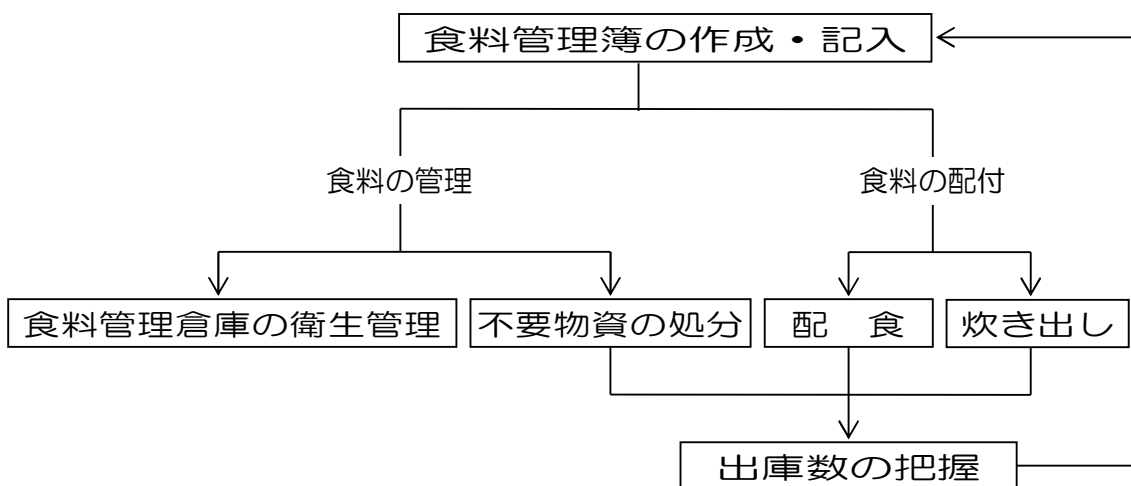 食料管理簿の作成・記入
食料の管理
食料の配付
食料管理倉庫の衛生管理
不要物資の処分
配　食
炊き出し
出庫数の把握